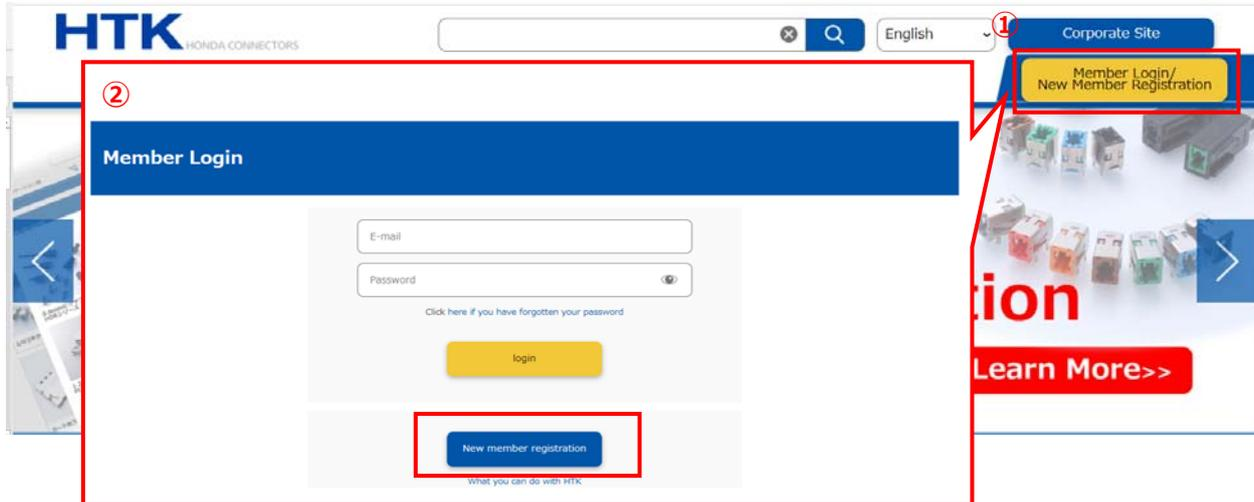 HTK HONDA CONNECTORS
English
①
Corporate Site
Member Login/
New Member Registration
②
Member Login
E-mail
Password
Click here if you have forgotten your password
login
New member registration
What you can do with HTK
tion
Learn More>>